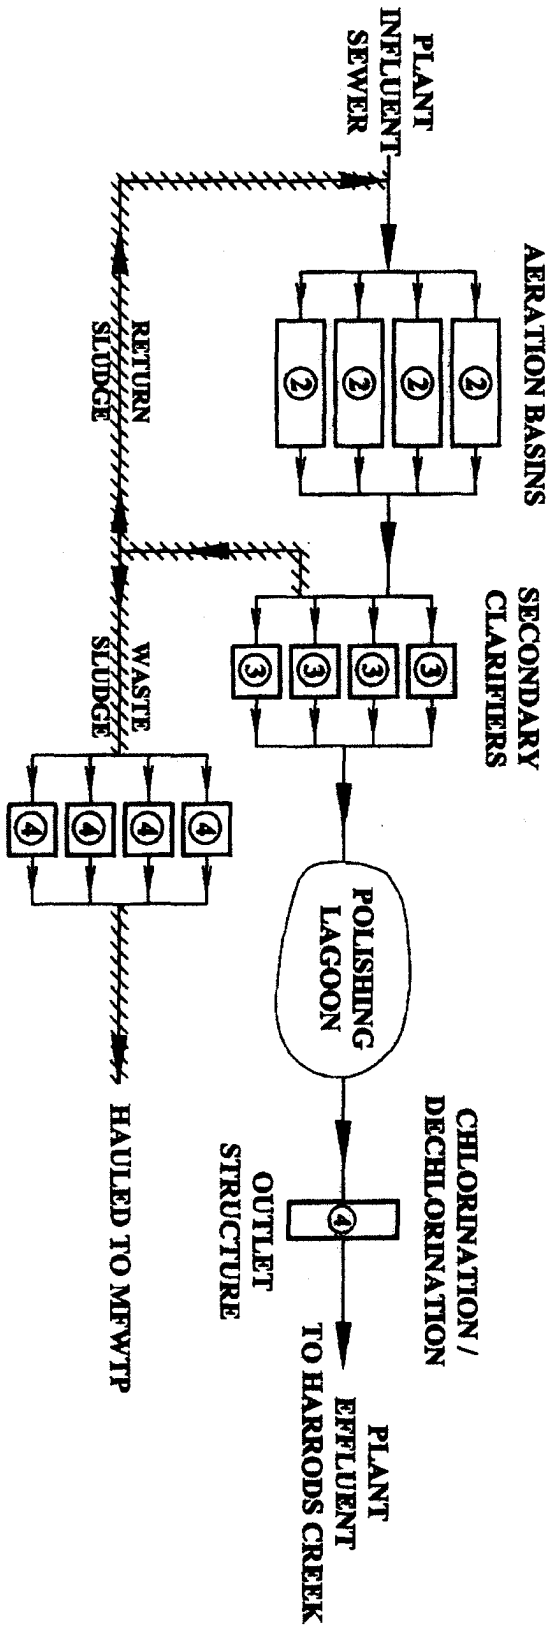 PLANT
INFLUENT
SEWER
AERATION BASINS
②
②
②
②
SECONDARY
CLARIFIERS
③
③
③
③
POLISHING
LAGOON
CHLORINATION /
DECHLORINATION
④
OUTLET
STRUCTURE
PLANT
EFFLUENT
TO HARRODS CREEK
RETURN
SLUDGE
WASTE
SLUDGE
④
④
④
④
HAULED TO MFWTP